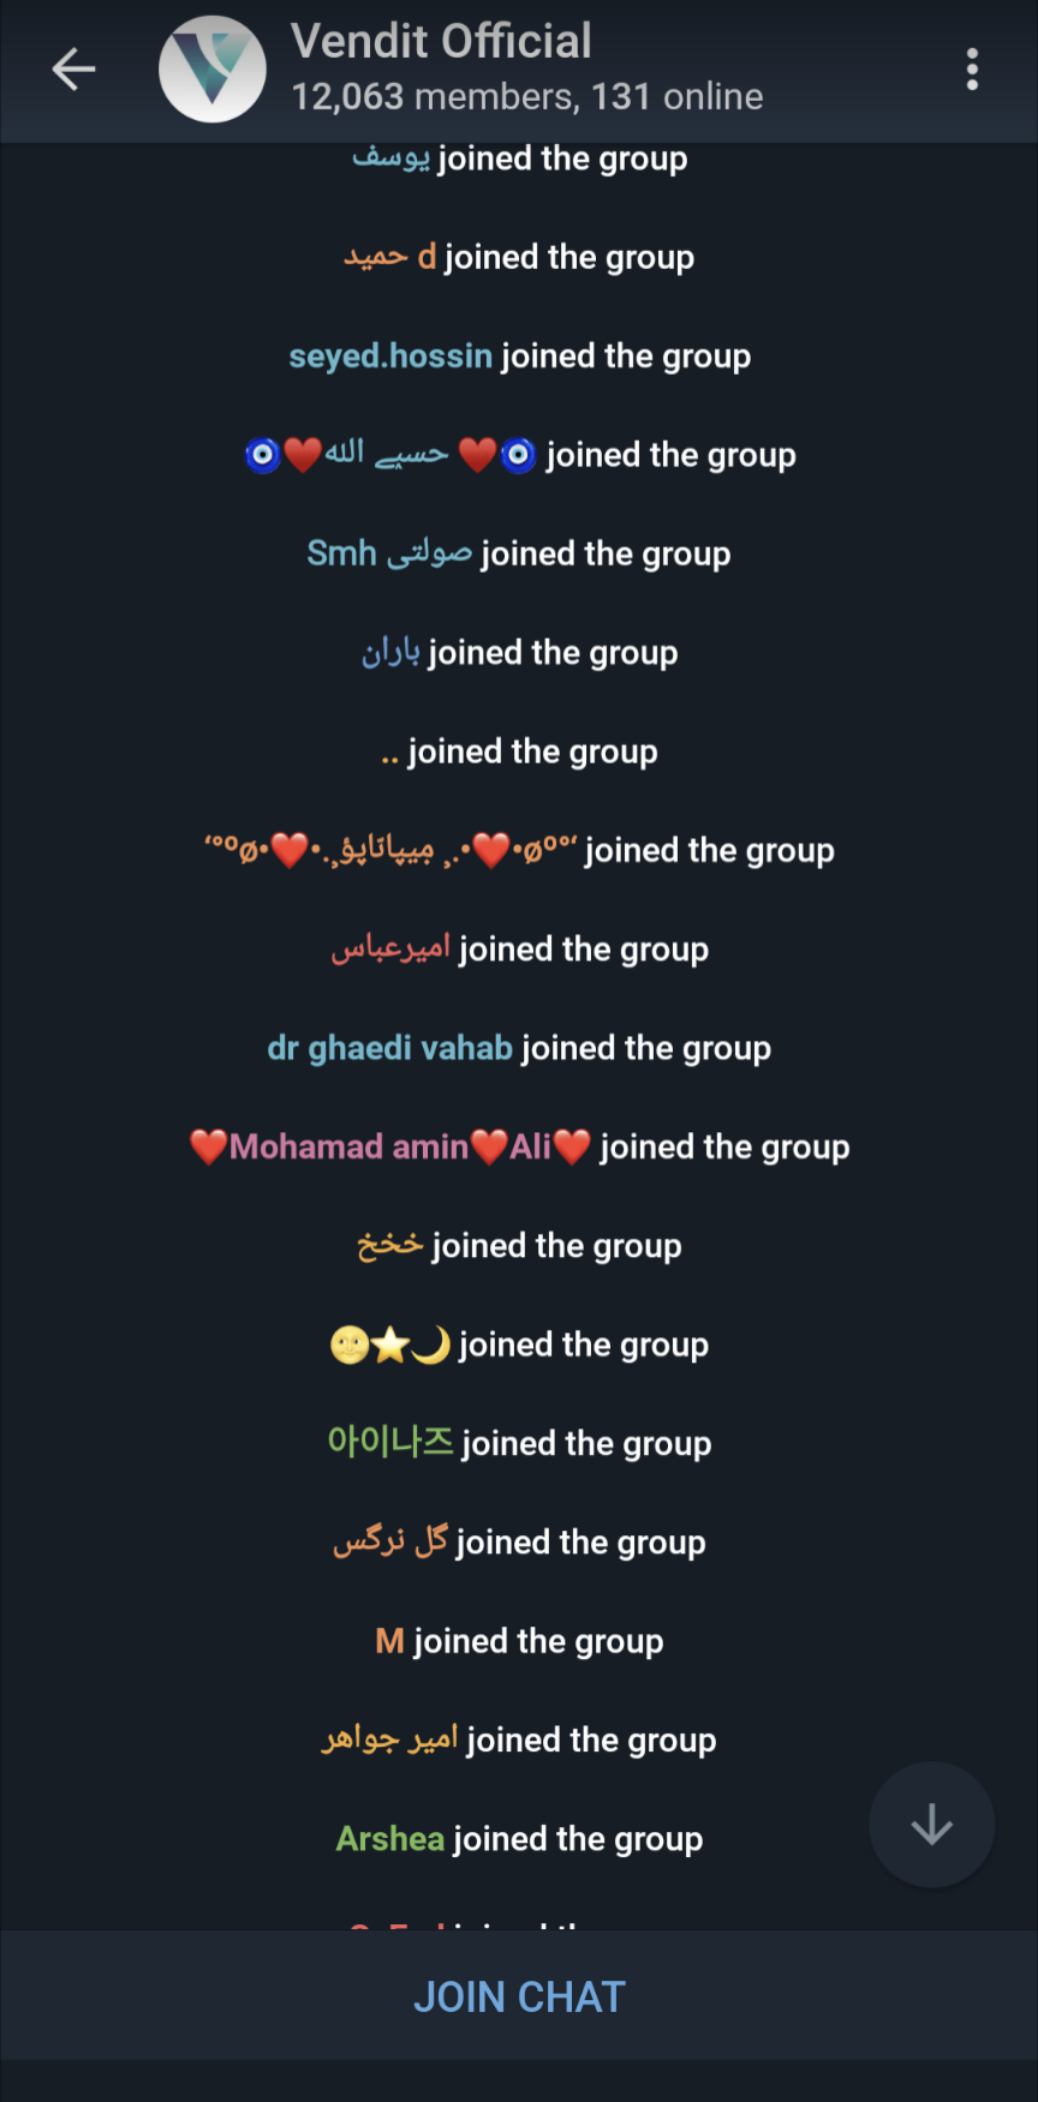 Vendit Official
12,063 members, 131 online
یوسف joined the group
حمید d joined the group
seyed.hossin joined the group
🧿❤️حسبے الله ❤️🧿 joined the group
Smh صولتی joined the group
باران joined the group
.. joined the group
joined the group
امیرعباس joined the group
dr ghaedi vahab joined the group
❤️Mohamad amin❤️Ali❤️ joined the group
خخخ joined the group
🌝⭐🌙 joined the group
아이나즈 joined the group
گل نرگس joined the group
M joined the group
امیر جواهر joined the group
Arshea joined the group
JOIN CHAT